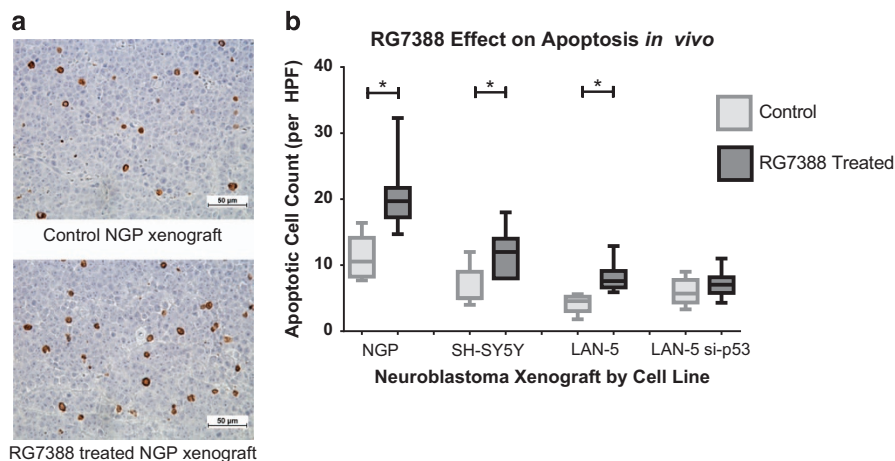 a
50 µm
Control NGP xenograft
50 µm
RG7388 treated NGP xenograft
b
RG7388 Effect on Apoptosis in vivo
Apoptotic Cell Count (per HPF)
40
30
20
10
0
*
*
*
Control
RG7388 Treated
NGP
SH-SY5Y
LAN-5
LAN-5 si-p53
Neuroblastoma Xenograft by Cell Line